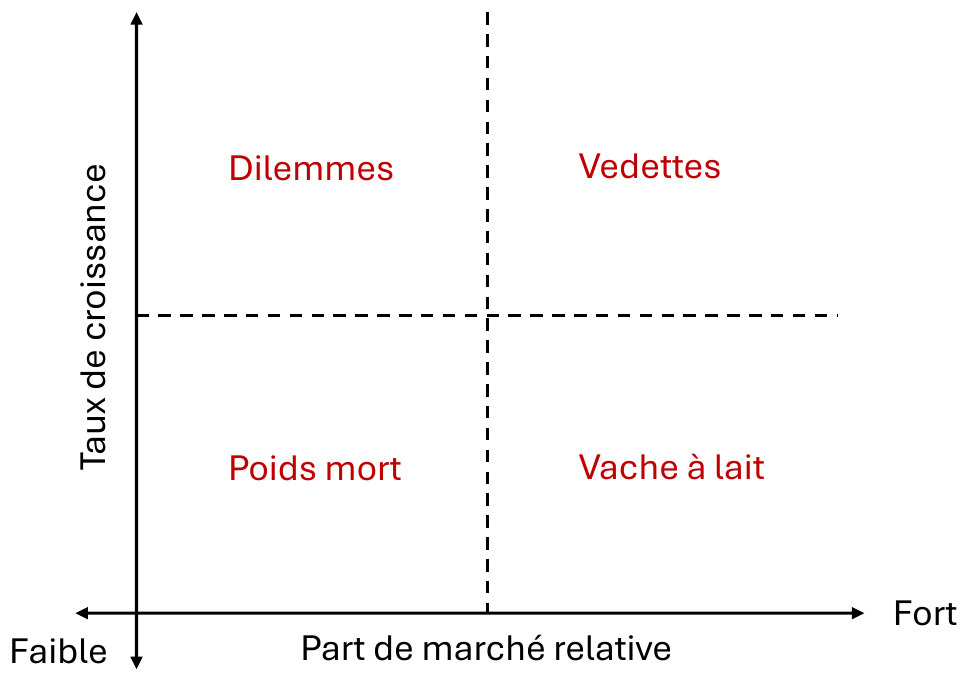 Dilemmes
Vedettes
Taux de croissance
Poids mort
Vache à lait
Fort
Faible
Part de marché relative